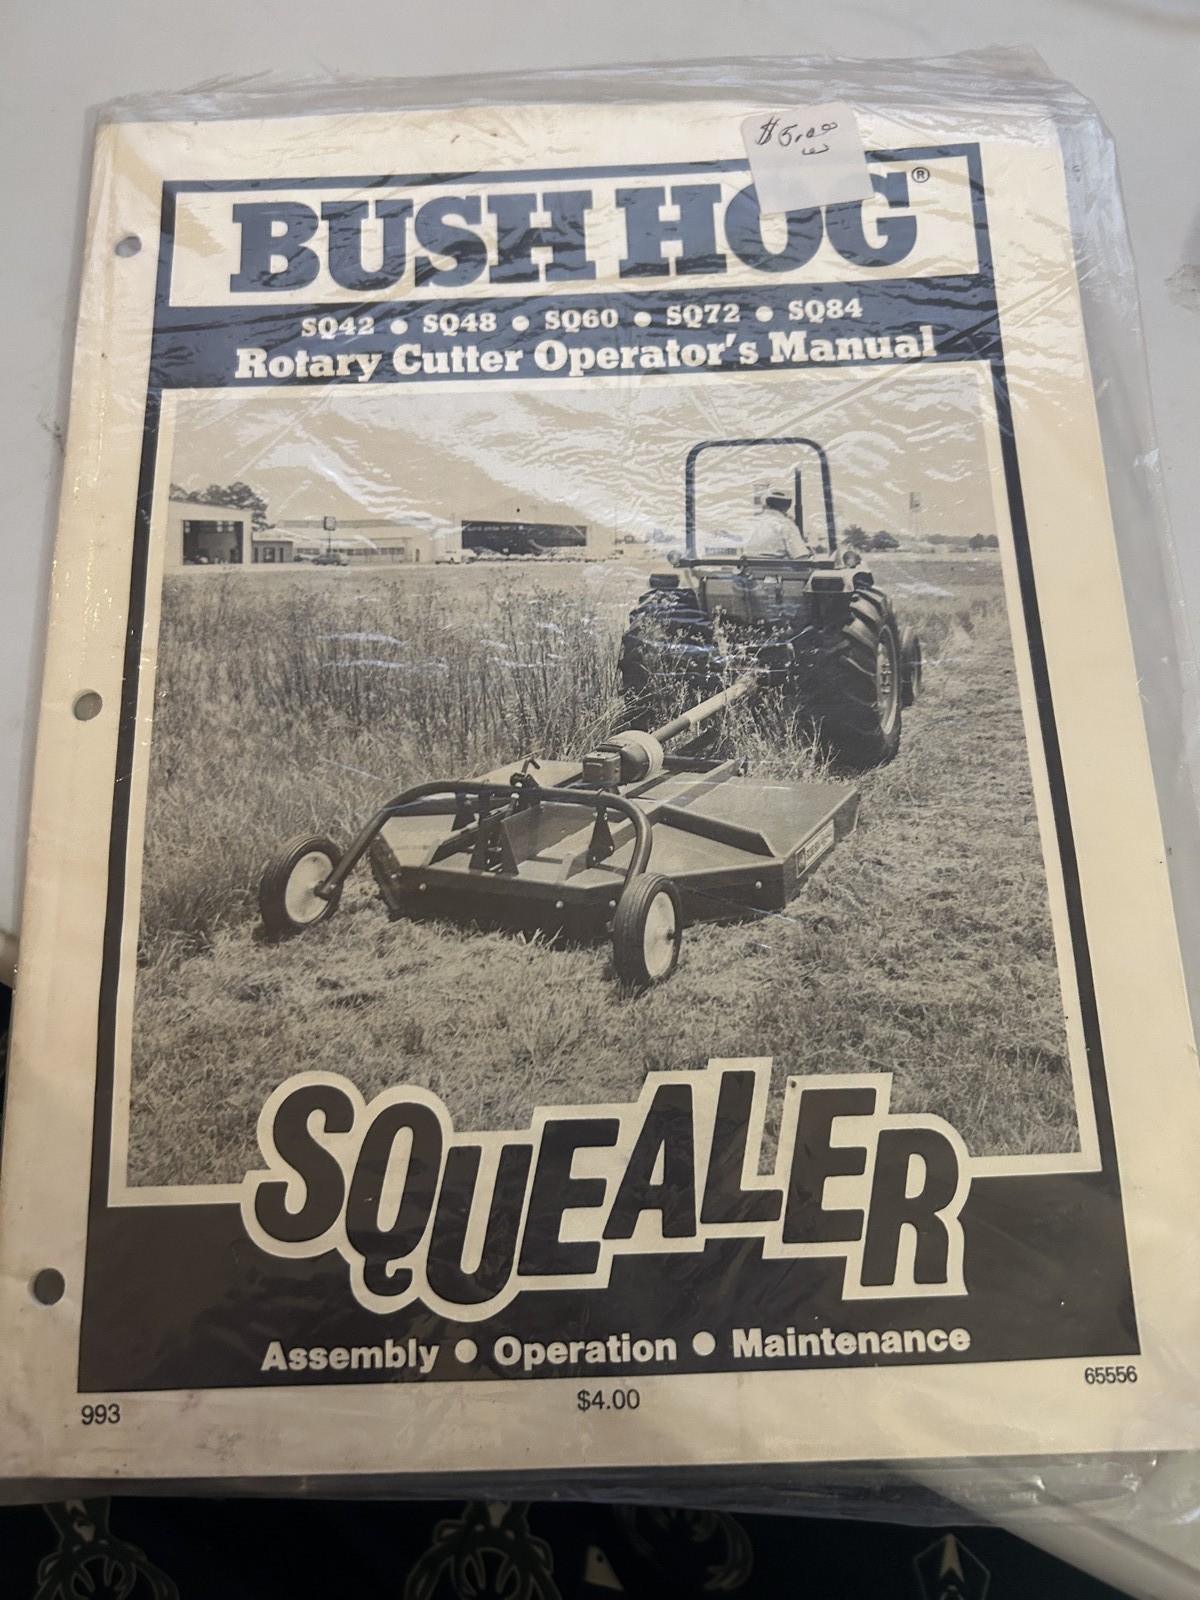 $5.00
BUSH HOG®
SQ42 • SQ48 • SQ60 • SQ72 • SQ84
Rotary Cutter Operator's Manual
SQUEALER
Assembly • Operation • Maintenance
993
$4.00
65556